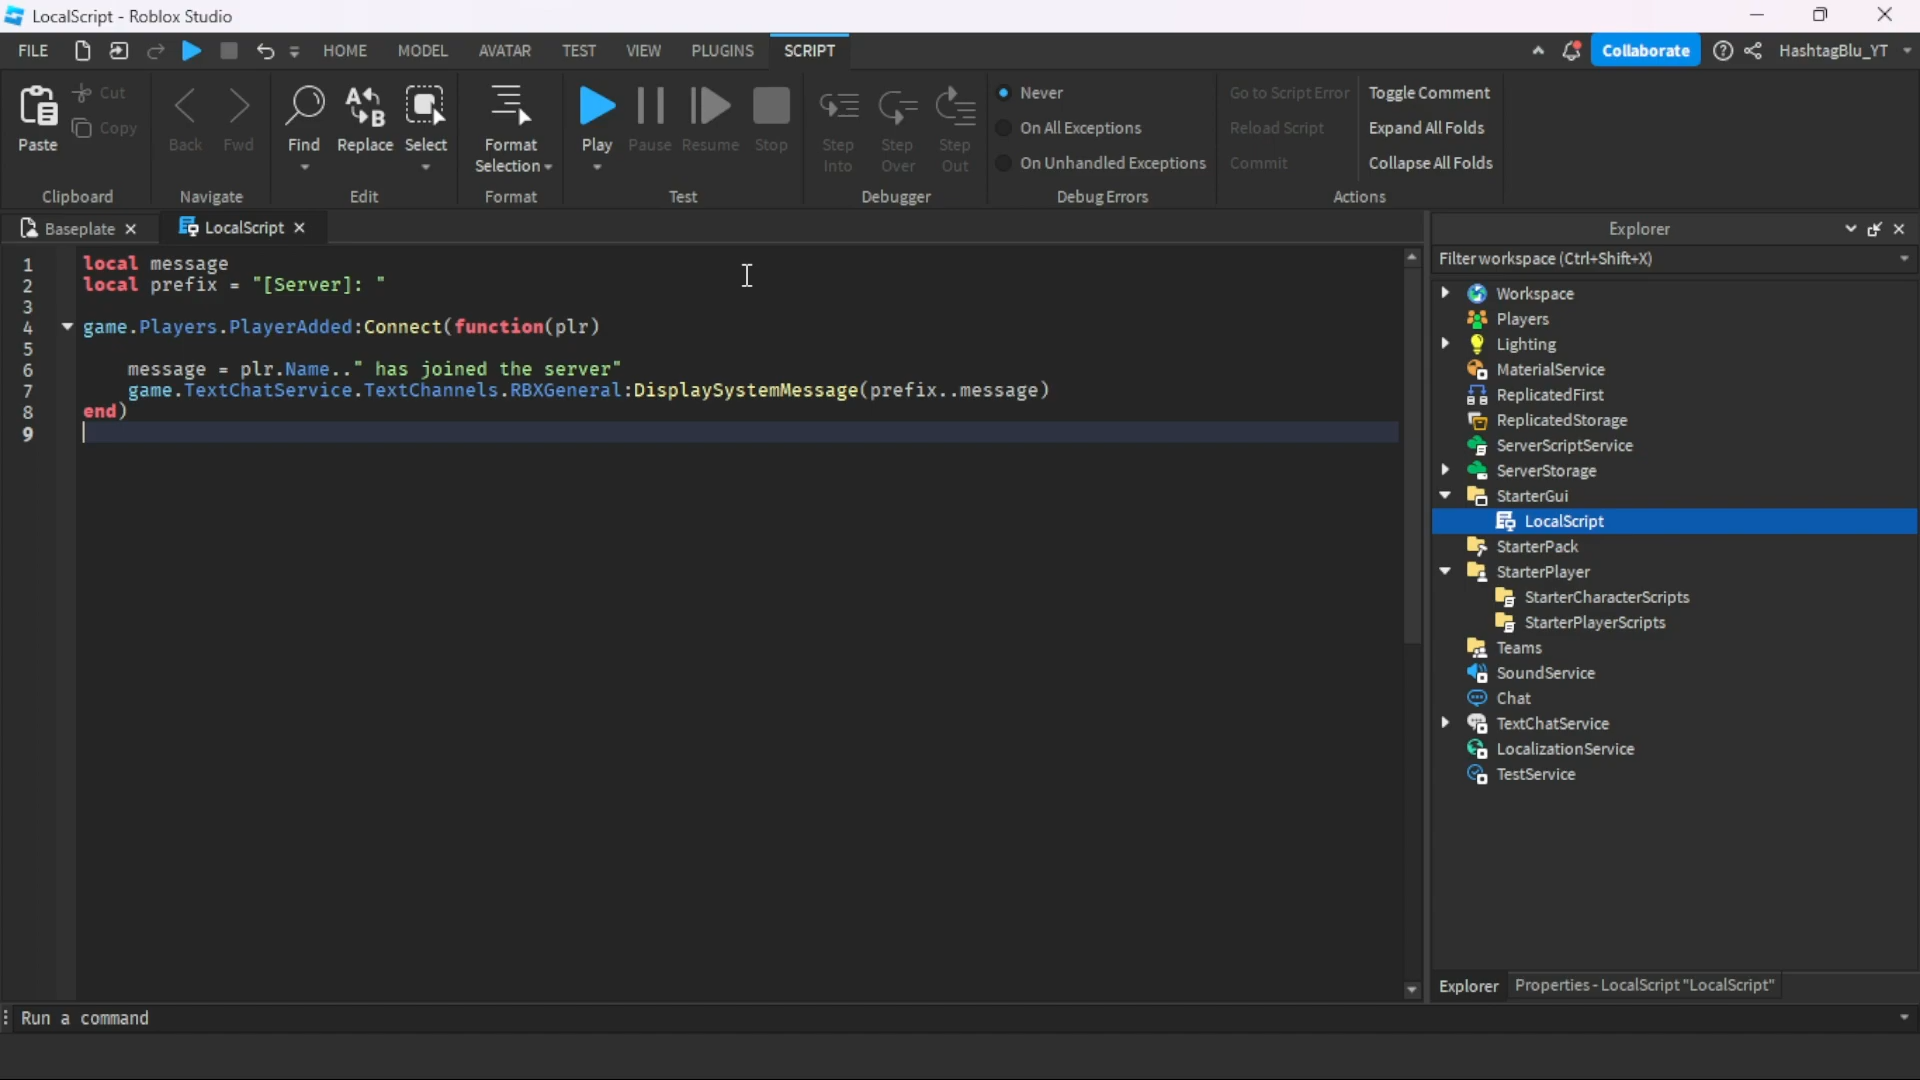 LocalScript - Roblox Studio
FILE HOME MODEL AVATAR TEST VIEW PLUGINS SCRIPT Collaborate HashtagBlu_YT
Paste Cut Copy
Clipboard
Back Fwd
Navigate
Find Replace Select
Edit
Format Selection
Format
Play Pause Resume Stop
Test
Step Into Step Over Step Out
Debugger
Never
On All Exceptions
On Unhandled Exceptions
Debug Errors
Go to Script Error Toggle Comment
Reload Script Expand All Folds
Commit Collapse All Folds
Actions
Baseplate LocalScript
1 local message
2 local prefix = "[Server]: "
3
4 game.Players.PlayerAdded:Connect(function(plr)
5
6 message = plr.Name.." has joined the server"
7 game.TextChatService.TextChannels.RBXGeneral:DisplaySystemMessage(prefix..message)
8 end)
9
Explorer
Filter workspace (Ctrl+Shift+X)
Workspace
Players
Lighting
MaterialService
ReplicatedFirst
ReplicatedStorage
ServerScriptService
ServerStorage
StarterGui
LocalScript
StarterPack
StarterPlayer
StarterCharacterScripts
StarterPlayerScripts
Teams
SoundService
Chat
TextChatService
LocalizationService
TestService
Explorer Properties - LocalScript "LocalScript"
Run a command